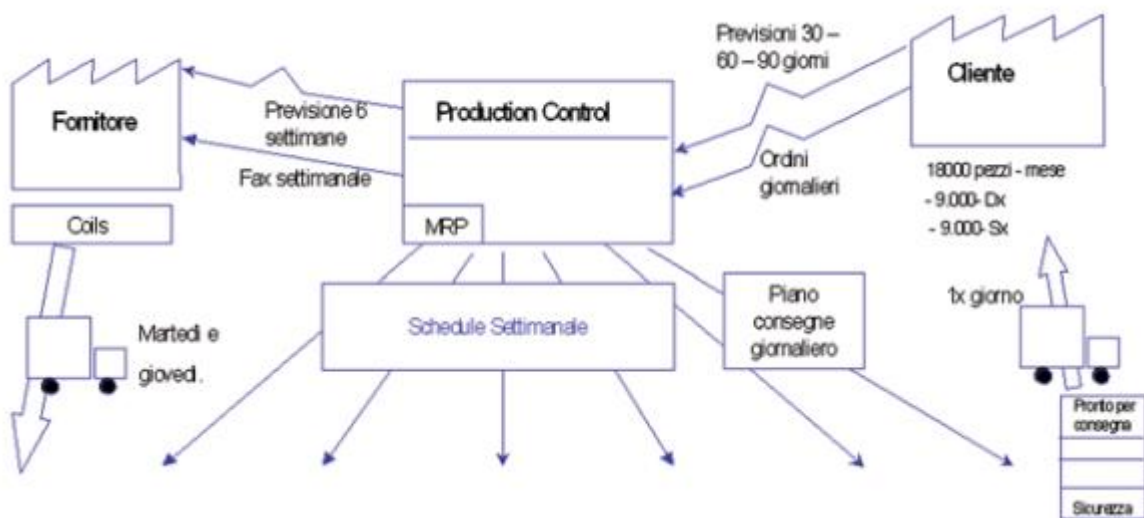 Fornitore
Previsione 6
settimane
Fax settimanale
Production Control
MRP
Previsioni 30 –
60 – 90 giorni
Ordini
giornalieri
Cliente
18000 pezzi - mese
- 9.000- Dx
- 9.000- Sx
Coils
Martedì e
giovedì.
Schedule Settimanale
Piano
consegne
giornaliero
1x giorno
Pronto per
consegna
Sicurezza